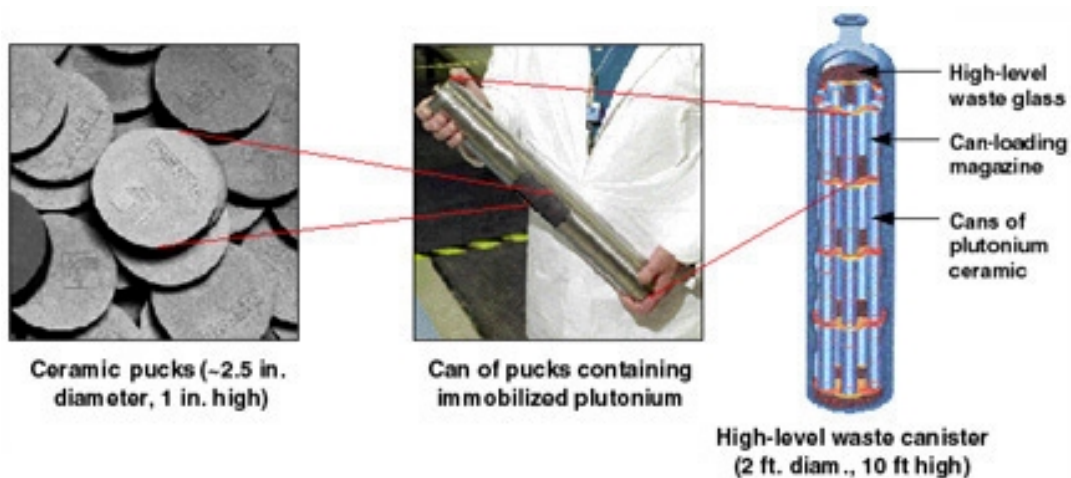 High-level
waste glass
Can-loading
magazine
Cans of
plutonium
ceramic
Ceramic pucks (~2.5 in.
diameter, 1 in. high)
Can of pucks containing
immobilized plutonium
High-level waste canister
(2 ft. diam., 10 ft high)